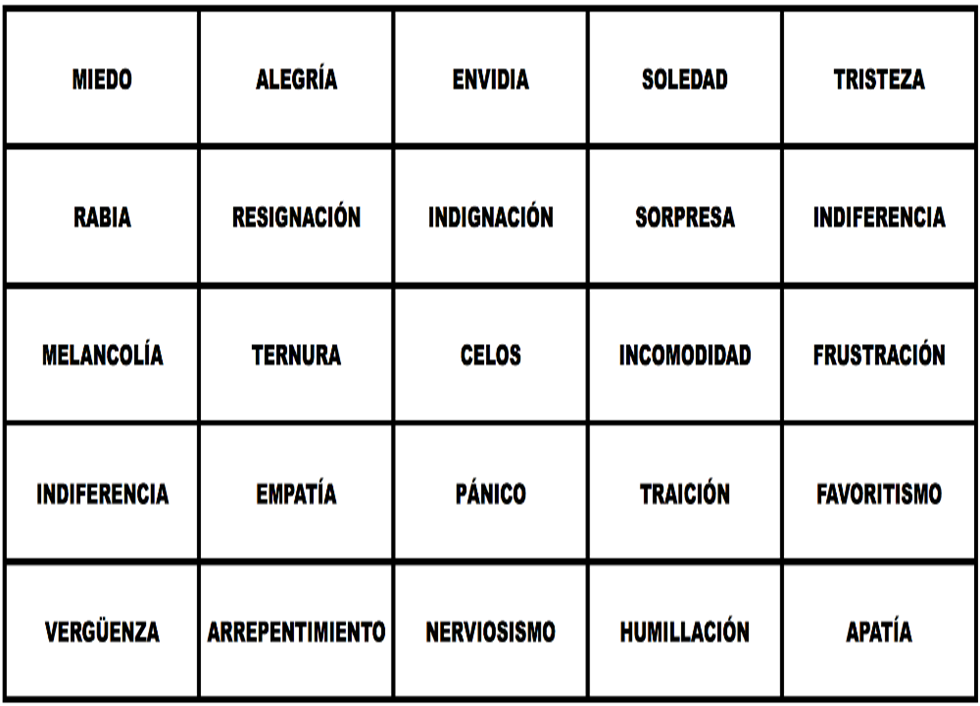 MIEDO ALEGRÍA ENVIDIA SOLEDAD TRISTEZA
RABIA RESIGNACIÓN INDIGNACIÓN SORPRESA INDIFERENCIA
MELANCOLÍA TERNURA CELOS INCOMODIDAD FRUSTRACIÓN
INDIFERENCIA EMPATÍA PÁNICO TRAICIÓN FAVORITISMO
VERGÜENZA ARREPENTIMIENTO NERVIOSISMO HUMILLACIÓN APATÍA